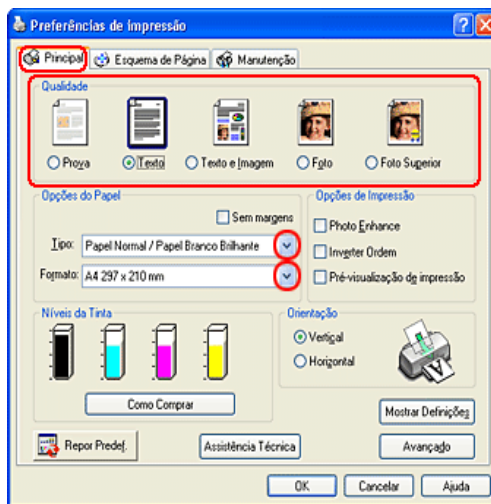 Preferências de impressão
Principal Esquema de Página Manutenção
Qualidade
Prova Texto Texto e Imagem Foto Foto Superior
Opções do Papel Opções de Impressão
Sem margens
Photo Enhance
Tipo: Papel Normal / Papel Branco Brilhante
Inverter Ordem
Formato: A4 297 x 210 mm
Pré-visualização de impressão
Níveis da Tinta Orientação
Vertical
Horizontal
Como Comprar
Mostrar Definições
Repor Predef. Assistência Técnica Avançado
OK Cancelar Ajuda